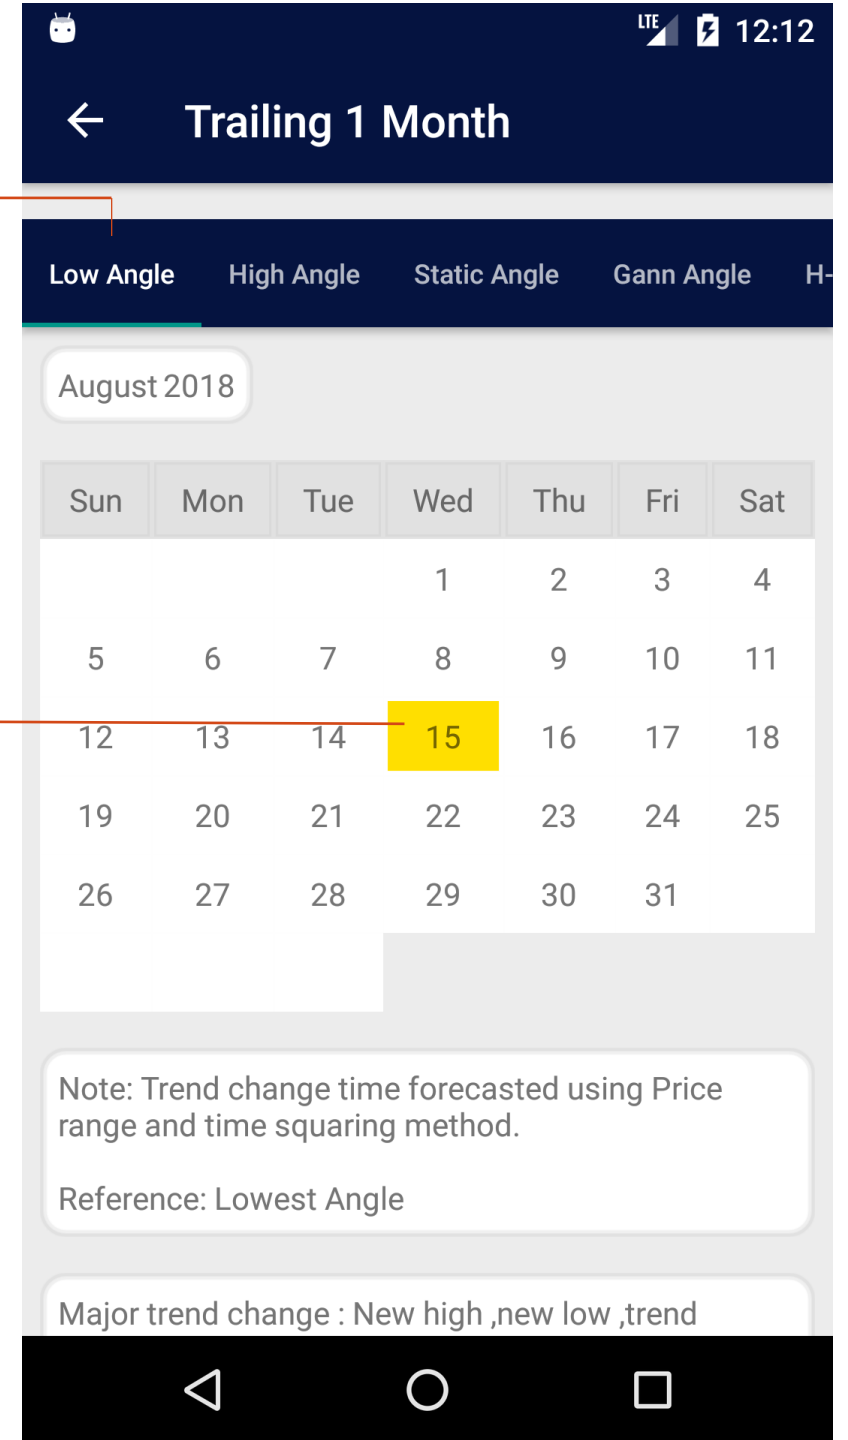 LTE 12:12
Trailing 1 Month
Low Angle High Angle Static Angle Gann Angle H-
August 2018
Sun Mon Tue Wed Thu Fri Sat
1 2 3 4
5 6 7 8 9 10 11
12 13 14 15 16 17 18
19 20 21 22 23 24 25
26 27 28 29 30 31
Note: Trend change time forecasted using Price
range and time squaring method.
Reference: Lowest Angle
Major trend change : New high ,new low ,trend